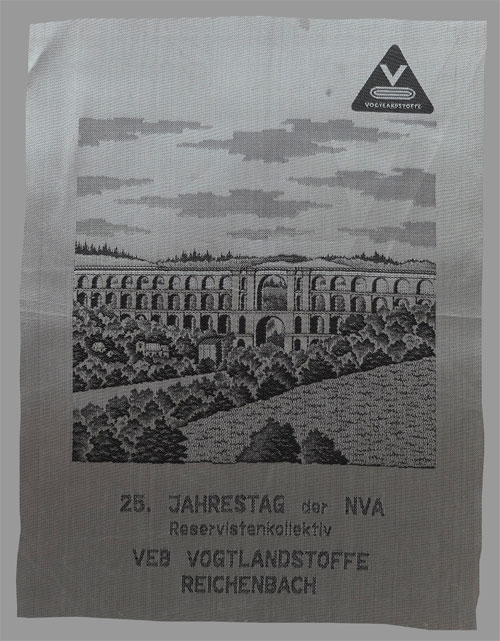 V
VOGTLANDSTOFFE
25. JAHRESTAG der NVA
Reservistenkollektiv
VEB VOGTLANDSTOFFE
REICHENBACH